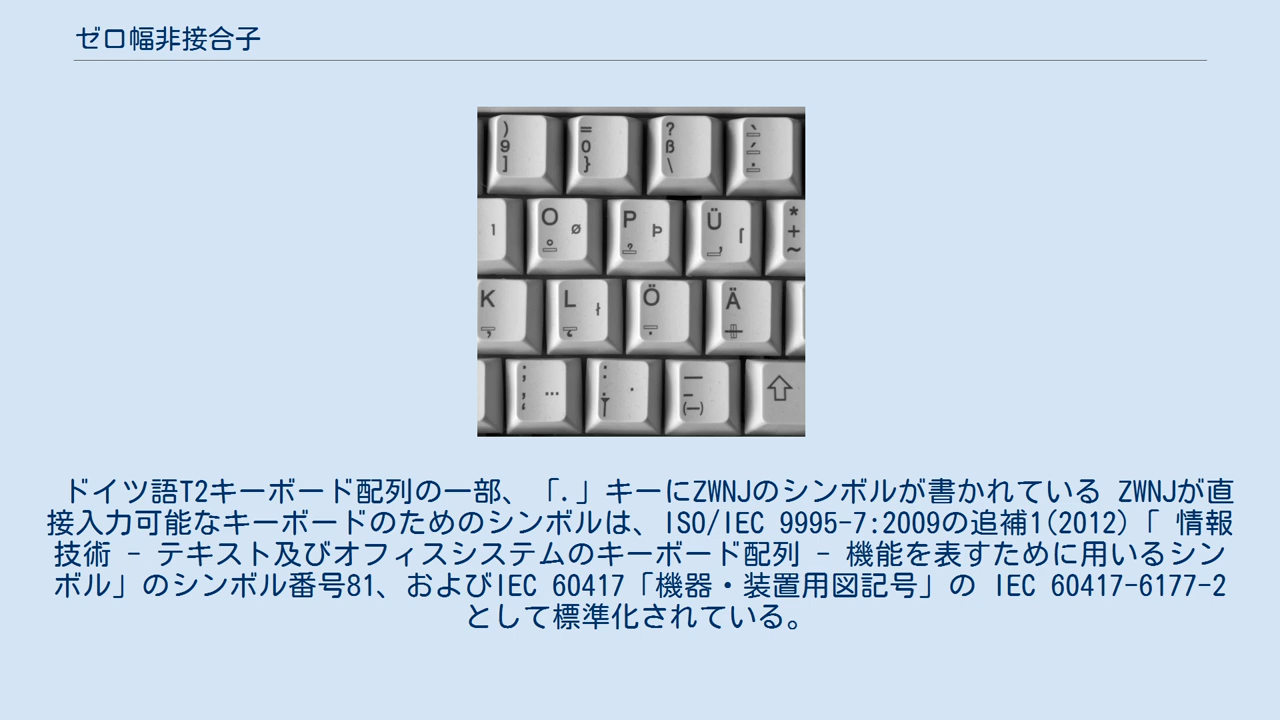 ゼロ幅非接合子
) = ? `
9 0 ß ´
] } \ ˙
ı O ø P Þ Ü ſ *
+
~
K L ł Ö Ä
; … : · —
, . –
‘ (—)
ドイツ語T2キーボード配列の一部、「.」キーにZWNJのシンボルが書かれている ZWNJが直
接入力可能なキーボードのためのシンボルは、ISO/IEC 9995-7:2009の追補1(2012)「 情報
技術 - テキスト及びオフィスシステムのキーボード配列 - 機能を表すために用いるシン
ボル」のシンボル番号81、およびIEC 60417「機器・装置用図記号」の IEC 60417-6177-2
として標準化されている。